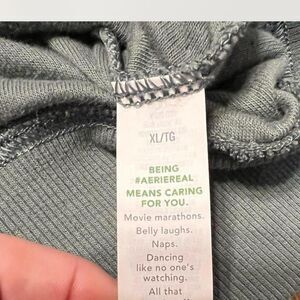 XL/TG
BEING
#AERIEREAL
MEANS CARING
FOR YOU.
Movie marathons.
Belly laughs.
Naps.
Dancing
like no one's
watching.
All that